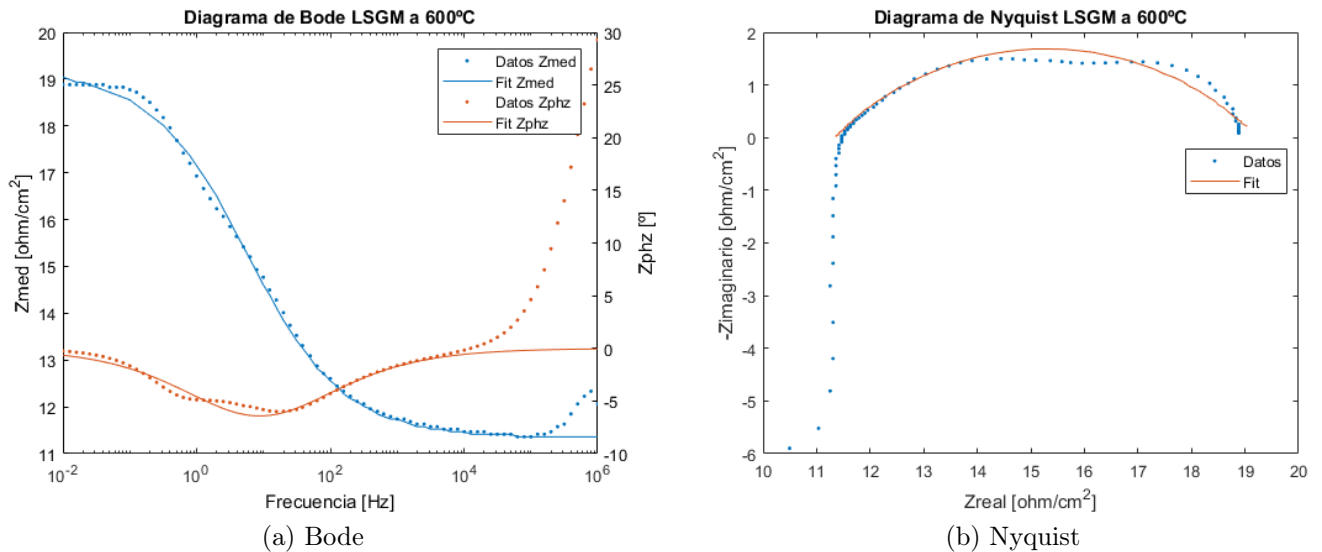 Diagrama de Bode LSGM a 600ºC
20
19
18
17
16
15
14
13
12
11
Zmed [ohm/cm²]
30
25
20
15
10
5
0
-5
-10
Zphz [º]
Datos Zmed
Fit Zmed
Datos Zphz
Fit Zphz
10⁻² 10⁰ 10² 10⁴ 10⁶
Frecuencia [Hz]
(a) Bode
Diagrama de Nyquist LSGM a 600ºC
2
1
0
-1
-2
-3
-4
-5
-6
-Zimaginario [ohm/cm²]
Datos
Fit
10 11 12 13 14 15 16 17 18 19 20
Zreal [ohm/cm²]
(b) Nyquist